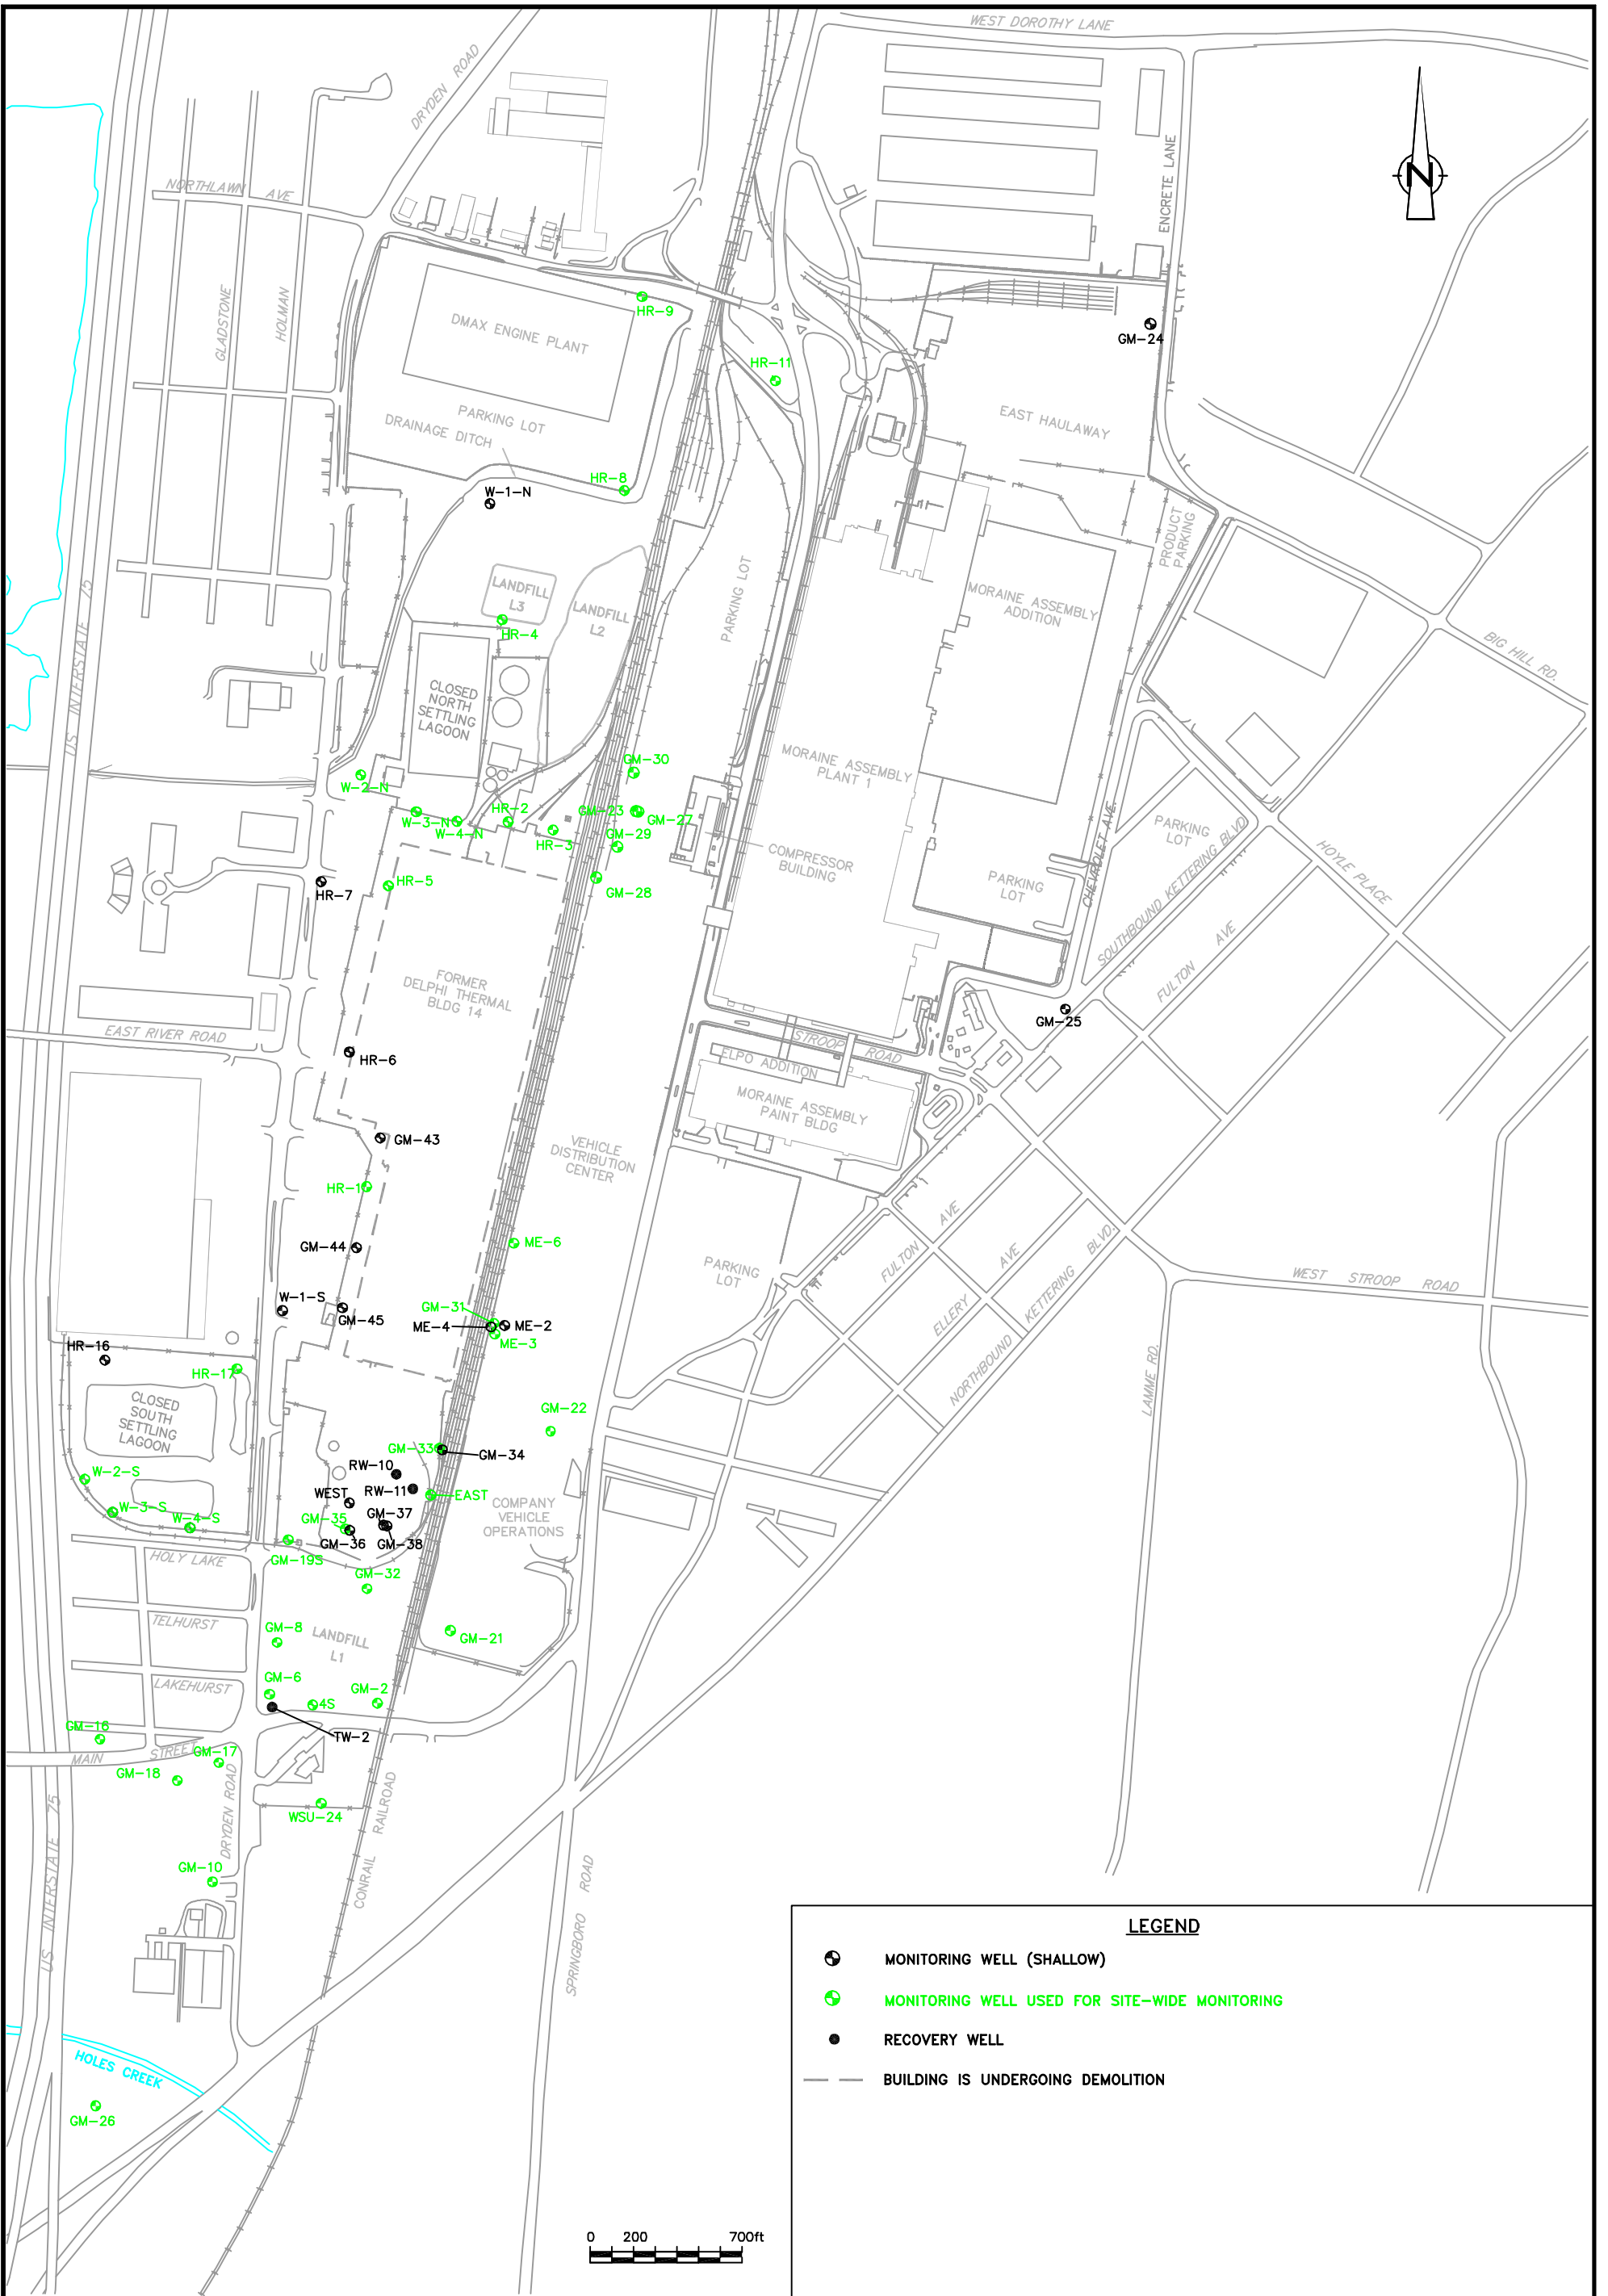 WEST DOROTHY LANE
DRYDEN ROAD
N
ENCRETE LANE
NORTHLAWN AVE
GLADSTONE
HOLMAN
HR-9
DMAX ENGINE PLANT
GM-24
HR-11
PARKING LOT
DRAINAGE DITCH
EAST HAULAWAY
HR-8
W-1-N
PRODUCT
PARKING
LANDFILL
L3
LANDFILL
L2
PARKING LOT
MORAINE ASSEMBLY
ADDITION
HR-4
BIG HILL RD.
US INTERSTATE 75
CLOSED
NORTH
SETTLING
LAGOON
MORAINE ASSEMBLY
PLANT 1
GM-30
W-2-N
W-3-N
W-4-N
HR-2
HR-3
GM-23
GM-27
GM-29
GM-28
CHEVROLET AVE.
PARKING
LOT
COMPRESSOR
BUILDING
HOYLE PLACE
HR-7
HR-5
PARKING
LOT
SOUTHBOUND KETTERING BLVD
FULTON AVE
FORMER
DELPHI THERMAL
BLDG 14
GM-25
EAST RIVER ROAD
STROOP ROAD
HR-6
ELPO ADDITION
MORAINE ASSEMBLY
PAINT BLDG
GM-43
VEHICLE
DISTRIBUTION
CENTER
HR-1
FULTON AVE
ME-6
GM-44
PARKING
LOT
ELLERY AVE
NORTHBOUND KETTERING BLVD.
WEST STROOP ROAD
W-1-S
GM-45
GM-31
ME-4
ME-2
ME-3
LAMME RD.
HR-16
HR-17
CLOSED
SOUTH
SETTLING
LAGOON
GM-22
GM-33
GM-34
RW-10
W-2-S
RW-11
WEST
EAST
W-3-S
W-4-S
GM-35
GM-37
GM-36
GM-38
COMPANY
VEHICLE
OPERATIONS
HOLY LAKE
GM-19S
GM-32
TELHURST
GM-8
LANDFILL
L1
GM-21
LAKEHURST
GM-6
4S
GM-2
GM-16
TW-2
MAIN STREET
GM-17
GM-18
WSU-24
DRYDEN ROAD
CONRAIL RAILROAD
US INTERSTATE 75
GM-10
SPRINGBORO ROAD
HOLES CREEK
GM-26
LEGEND
MONITORING WELL (SHALLOW)
MONITORING WELL USED FOR SITE-WIDE MONITORING
RECOVERY WELL
BUILDING IS UNDERGOING DEMOLITION
0 200 700ft